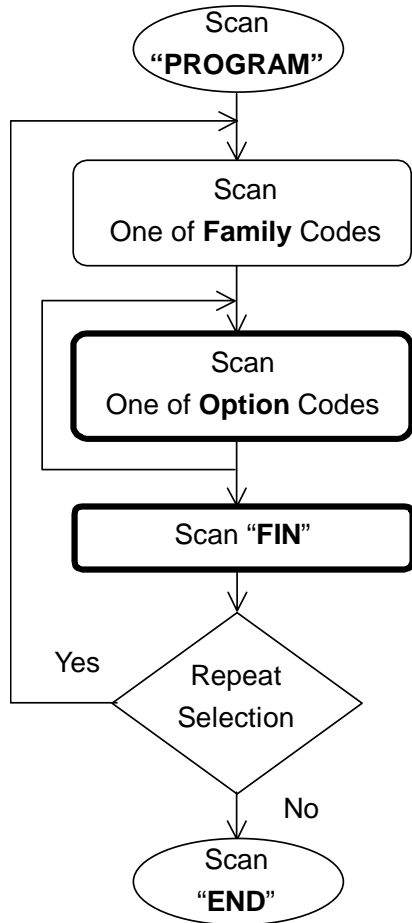 Scan
“PROGRAM”
Scan
One of Family Codes
Scan
One of Option Codes
Scan “FIN”
Yes
Repeat
Selection
No
Scan
“END”